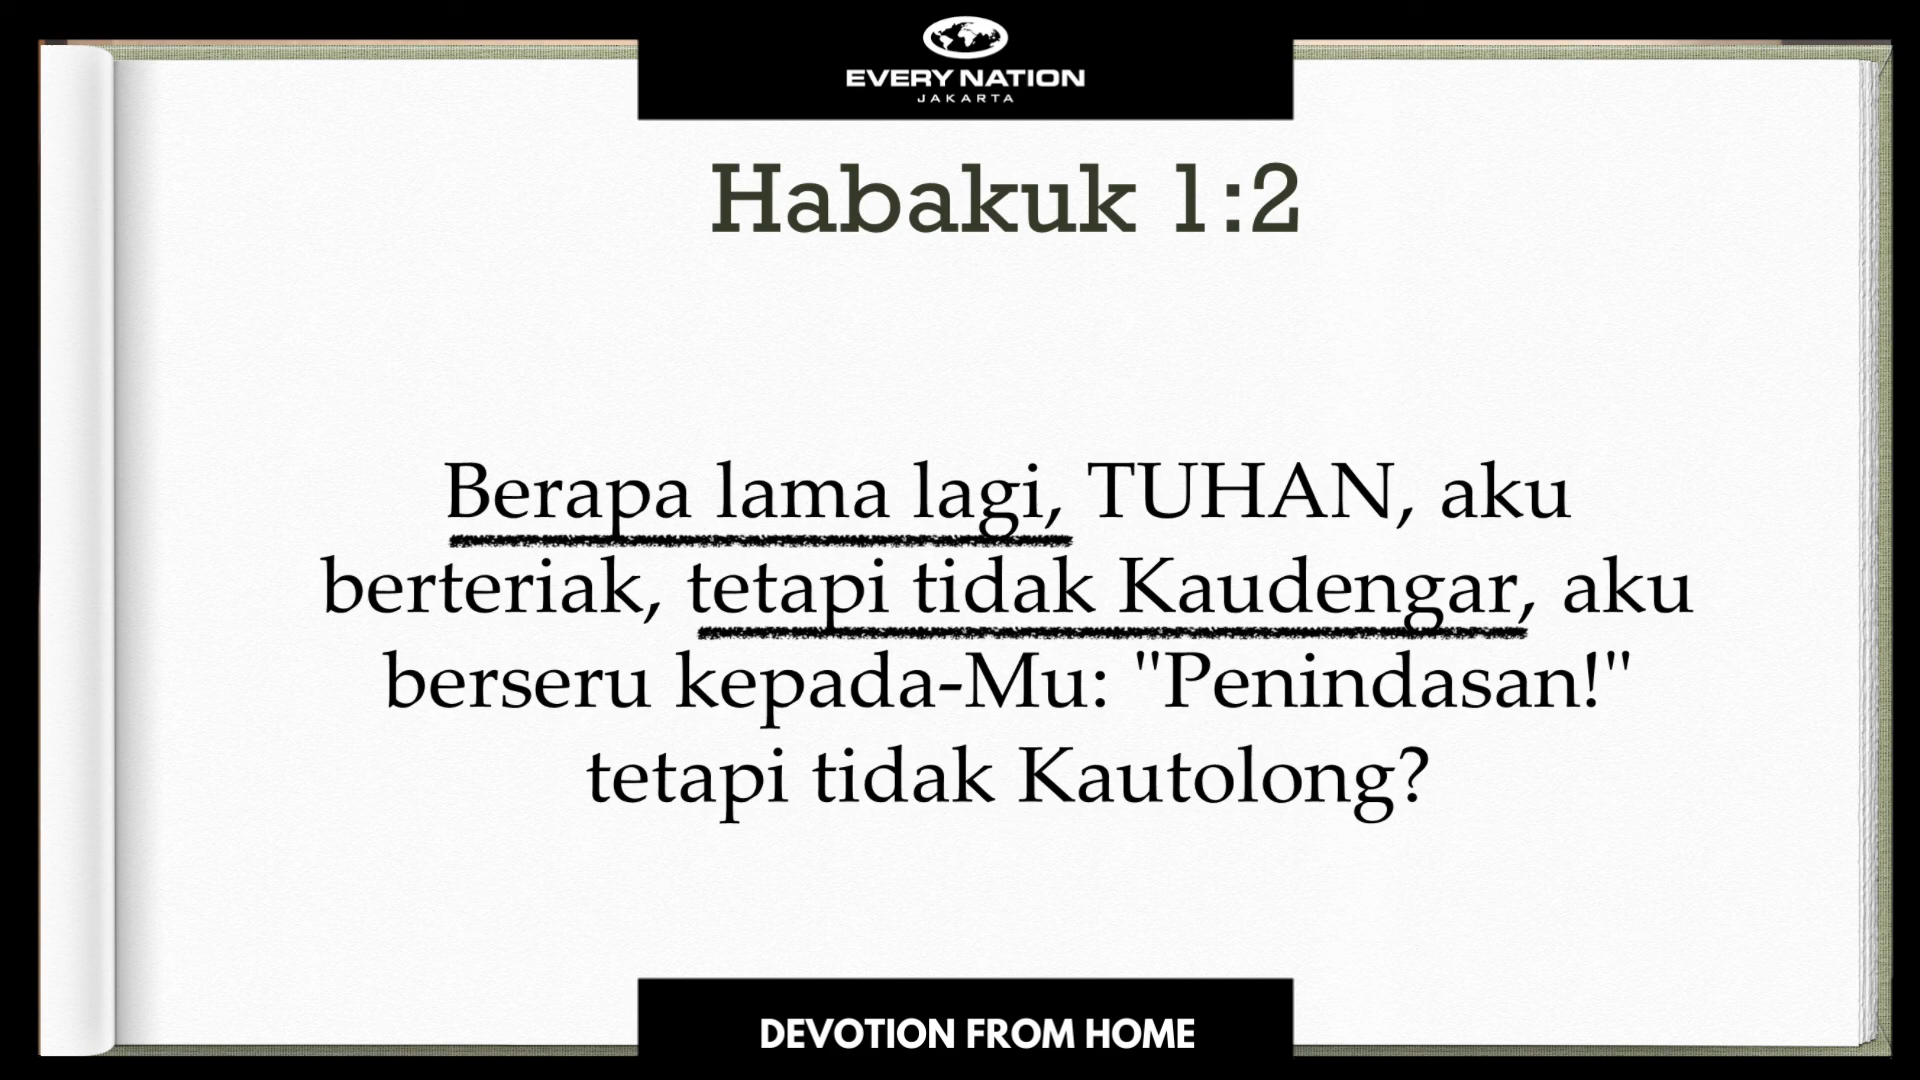 EVERY NATION
JAKARTA
Habakuk 1:2
Berapa lama lagi, TUHAN, aku
berteriak, tetapi tidak Kaudengar, aku
berseru kepada-Mu: "Penindasan!"
tetapi tidak Kautolong?
DEVOTION FROM HOME